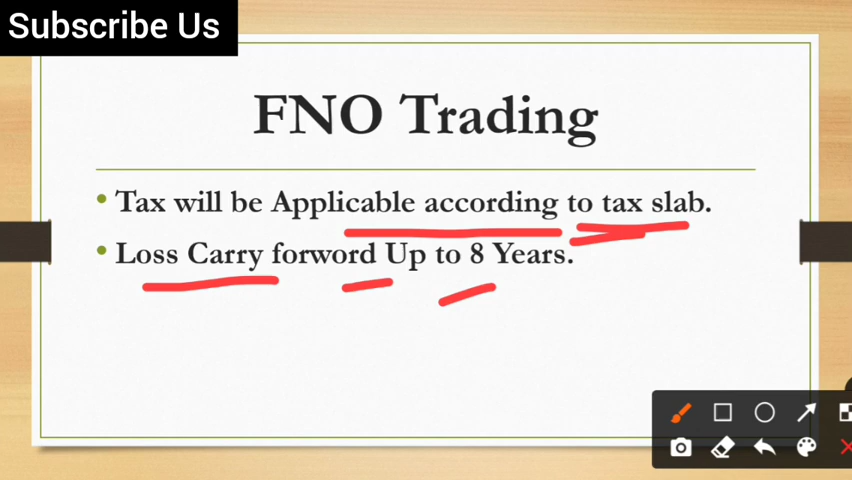 Subscribe Us
FNO Trading
• Tax will be Applicable according to tax slab.
• Loss Carry forword Up to 8 Years.